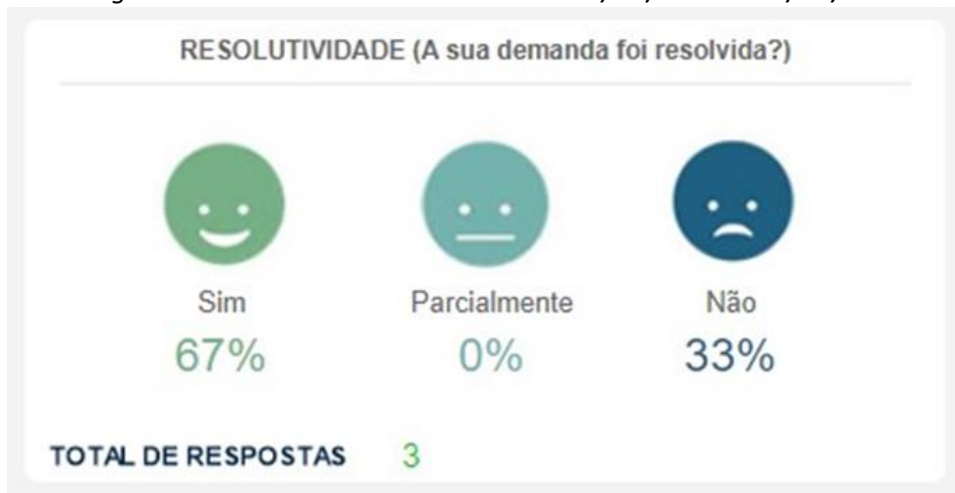 RESOLUTIVIDADE (A sua demanda foi resolvida?)
Sim Parcialmente Não
67% 0% 33%
TOTAL DE RESPOSTAS 3